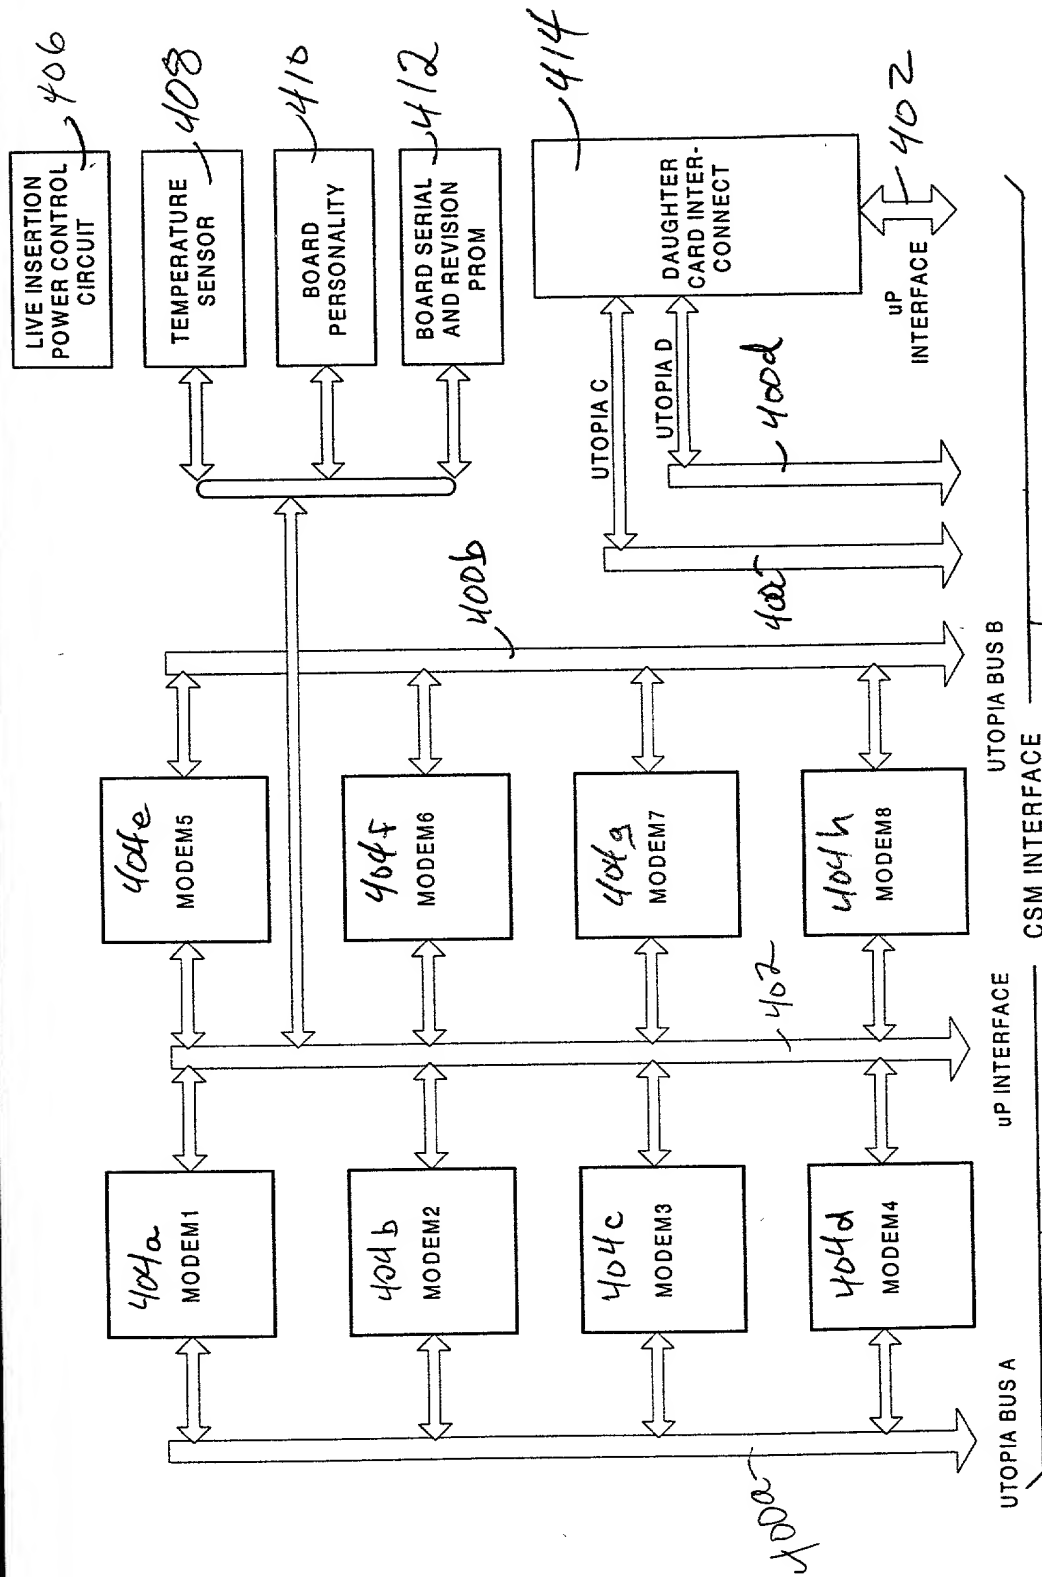 LIVE INSERTION
POWER CONTROL
CIRCUIT
406
TEMPERATURE
SENSOR
408
BOARD
PERSONALITY
410
BOARD SERIAL
AND REVISION
PROM
412
DAUGHTER
CARD INTER-
CONNECT
414
UTOPIA C
UTOPIA D
400d
uP
INTERFACE
402
400b
404e
MODEM5
404f
MODEM6
404g
MODEM7
404h
MODEM8
402
404a
MODEM1
404b
MODEM2
404c
MODEM3
404d
MODEM4
400a
UTOPIA BUS A
uP INTERFACE
UTOPIA BUS B
CSM INTERFACE